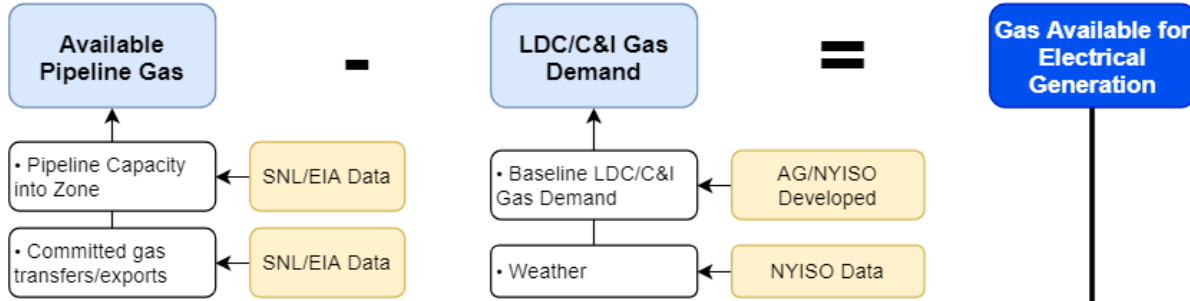 Available
Pipeline Gas
-
LDC/C&I Gas
Demand
=
Gas Available for
Electrical
Generation
• Pipeline Capacity
into Zone
SNL/EIA Data
• Baseline LDC/C&I
Gas Demand
AG/NYISO
Developed
• Committed gas
transfers/exports
SNL/EIA Data
• Weather
NYISO Data